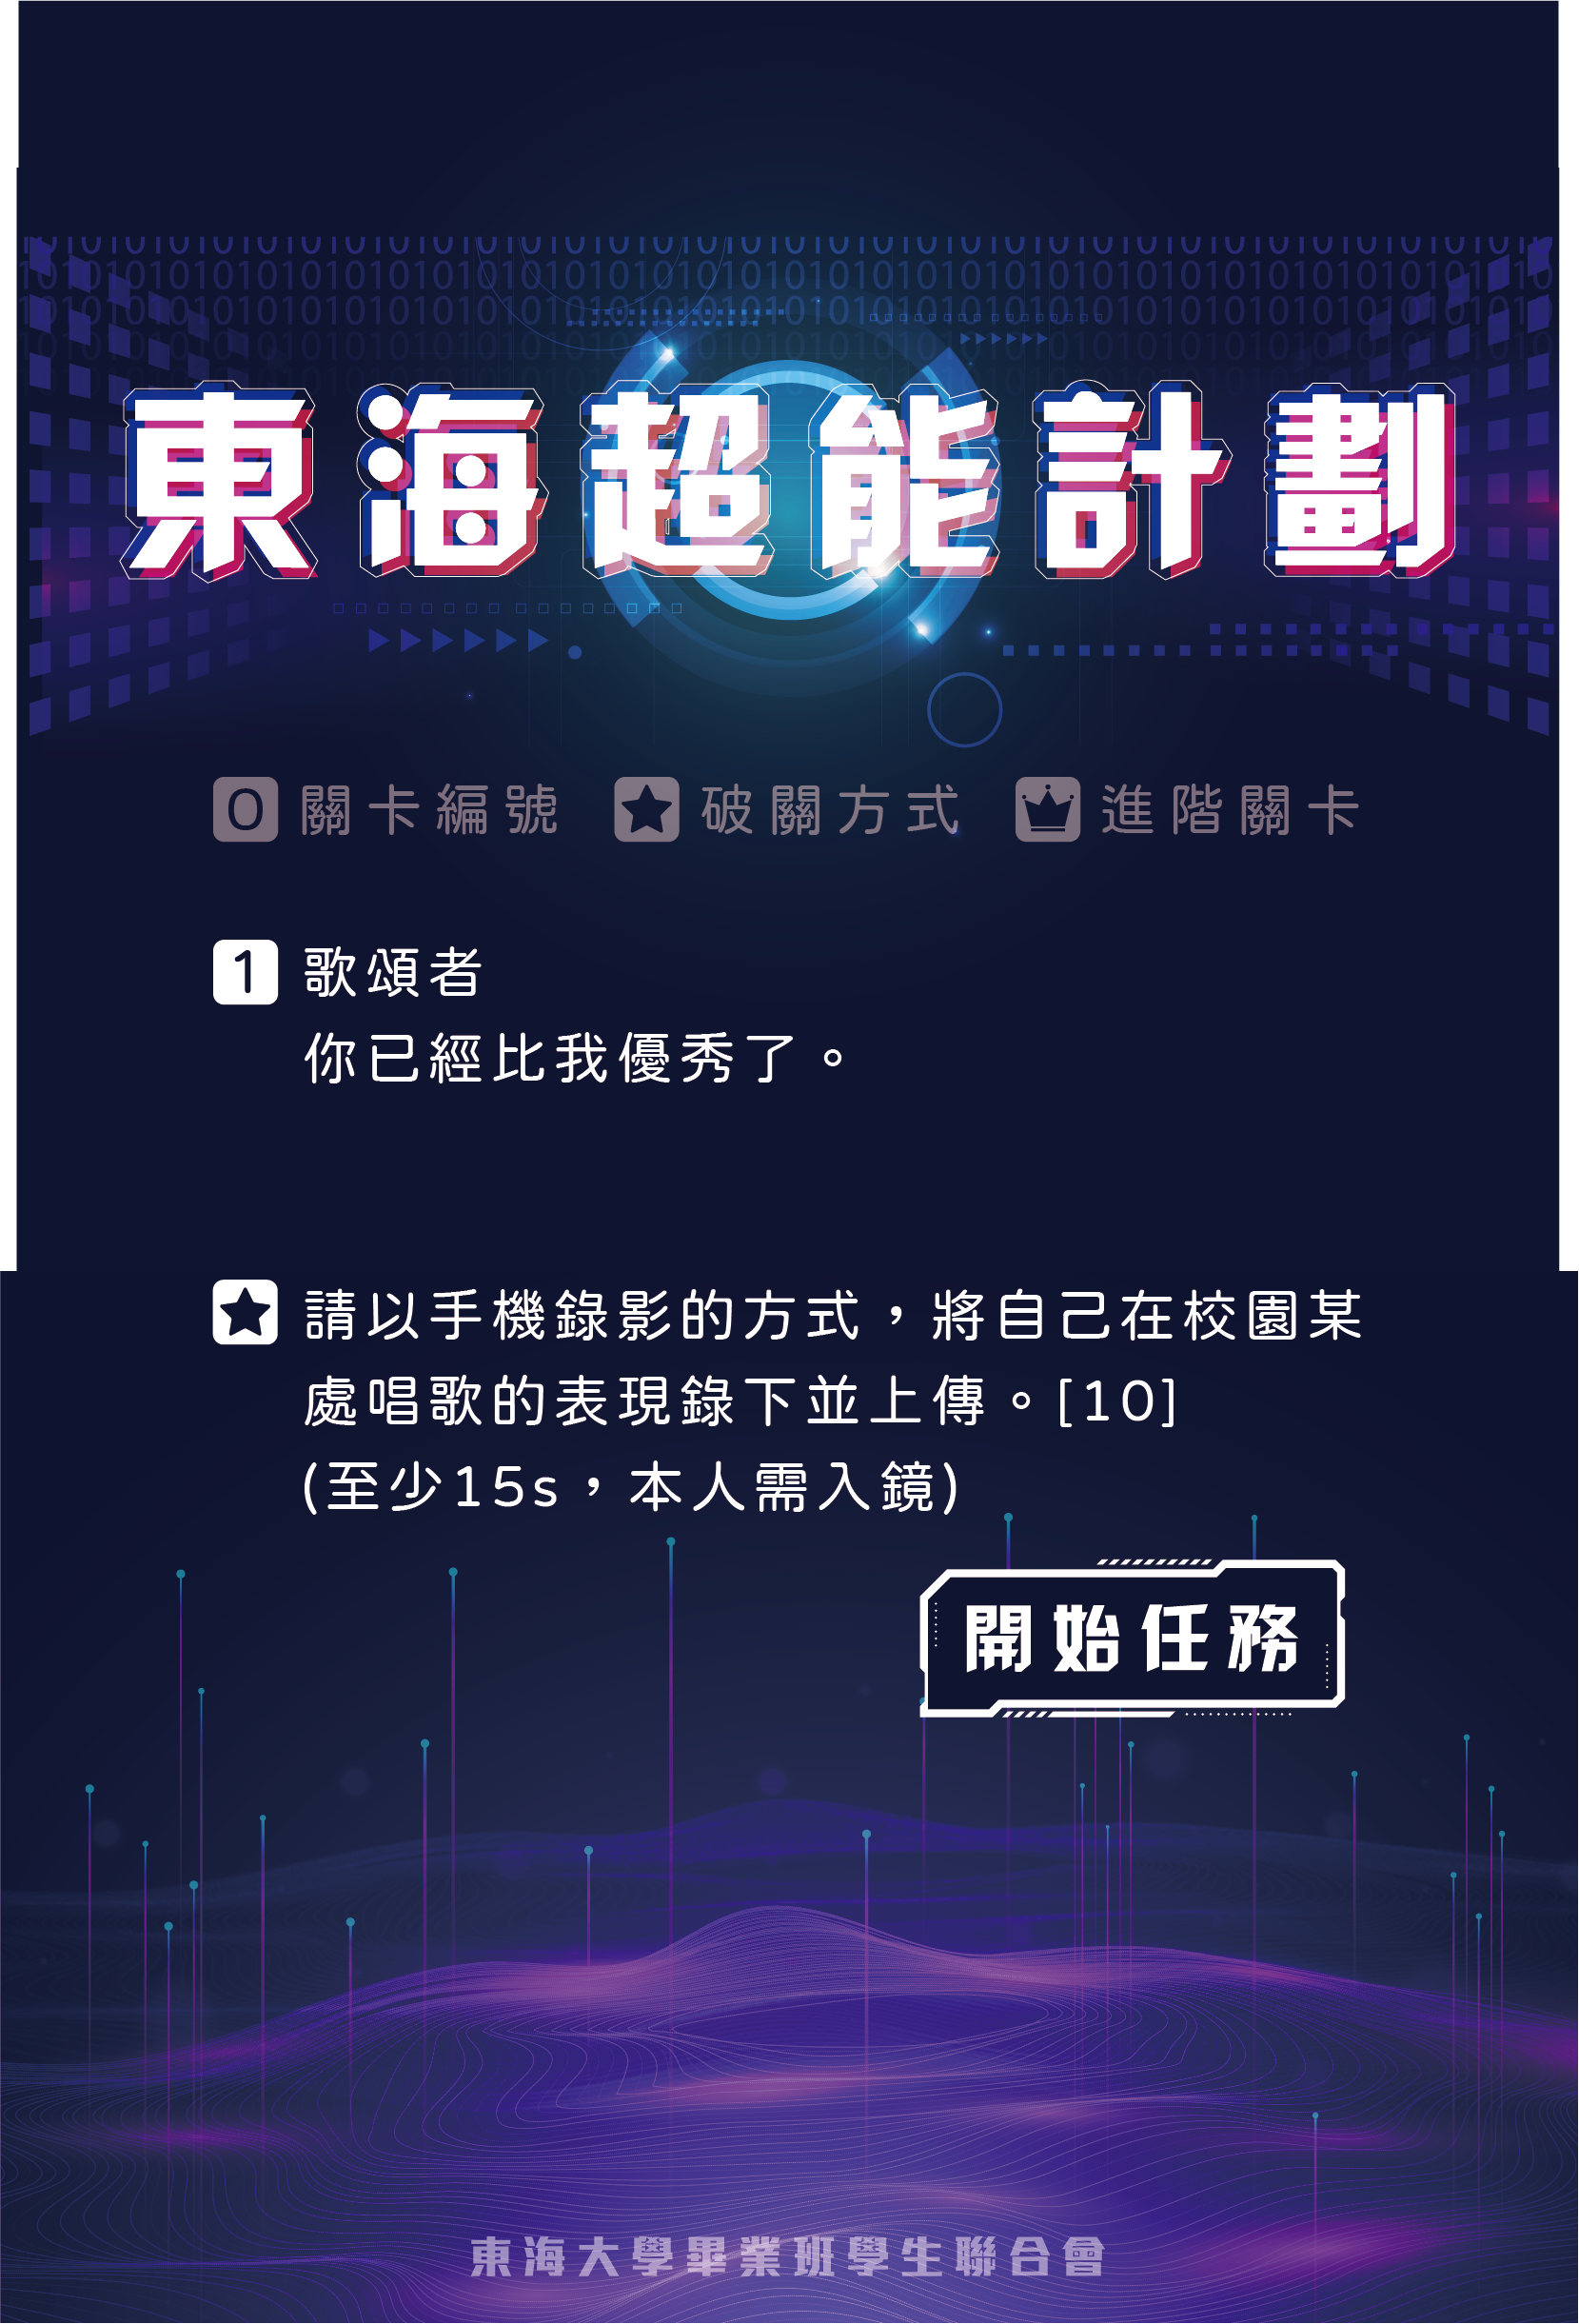 東海超能計劃
0 關卡編號 破關方式 進階關卡
1 歌頌者
你已經比我優秀了。
請以手機錄影的方式，將自己在校園某
處唱歌的表現錄下並上傳。[10]
(至少15s，本人需入鏡)
開始任務
東海大學畢業班學生聯合會